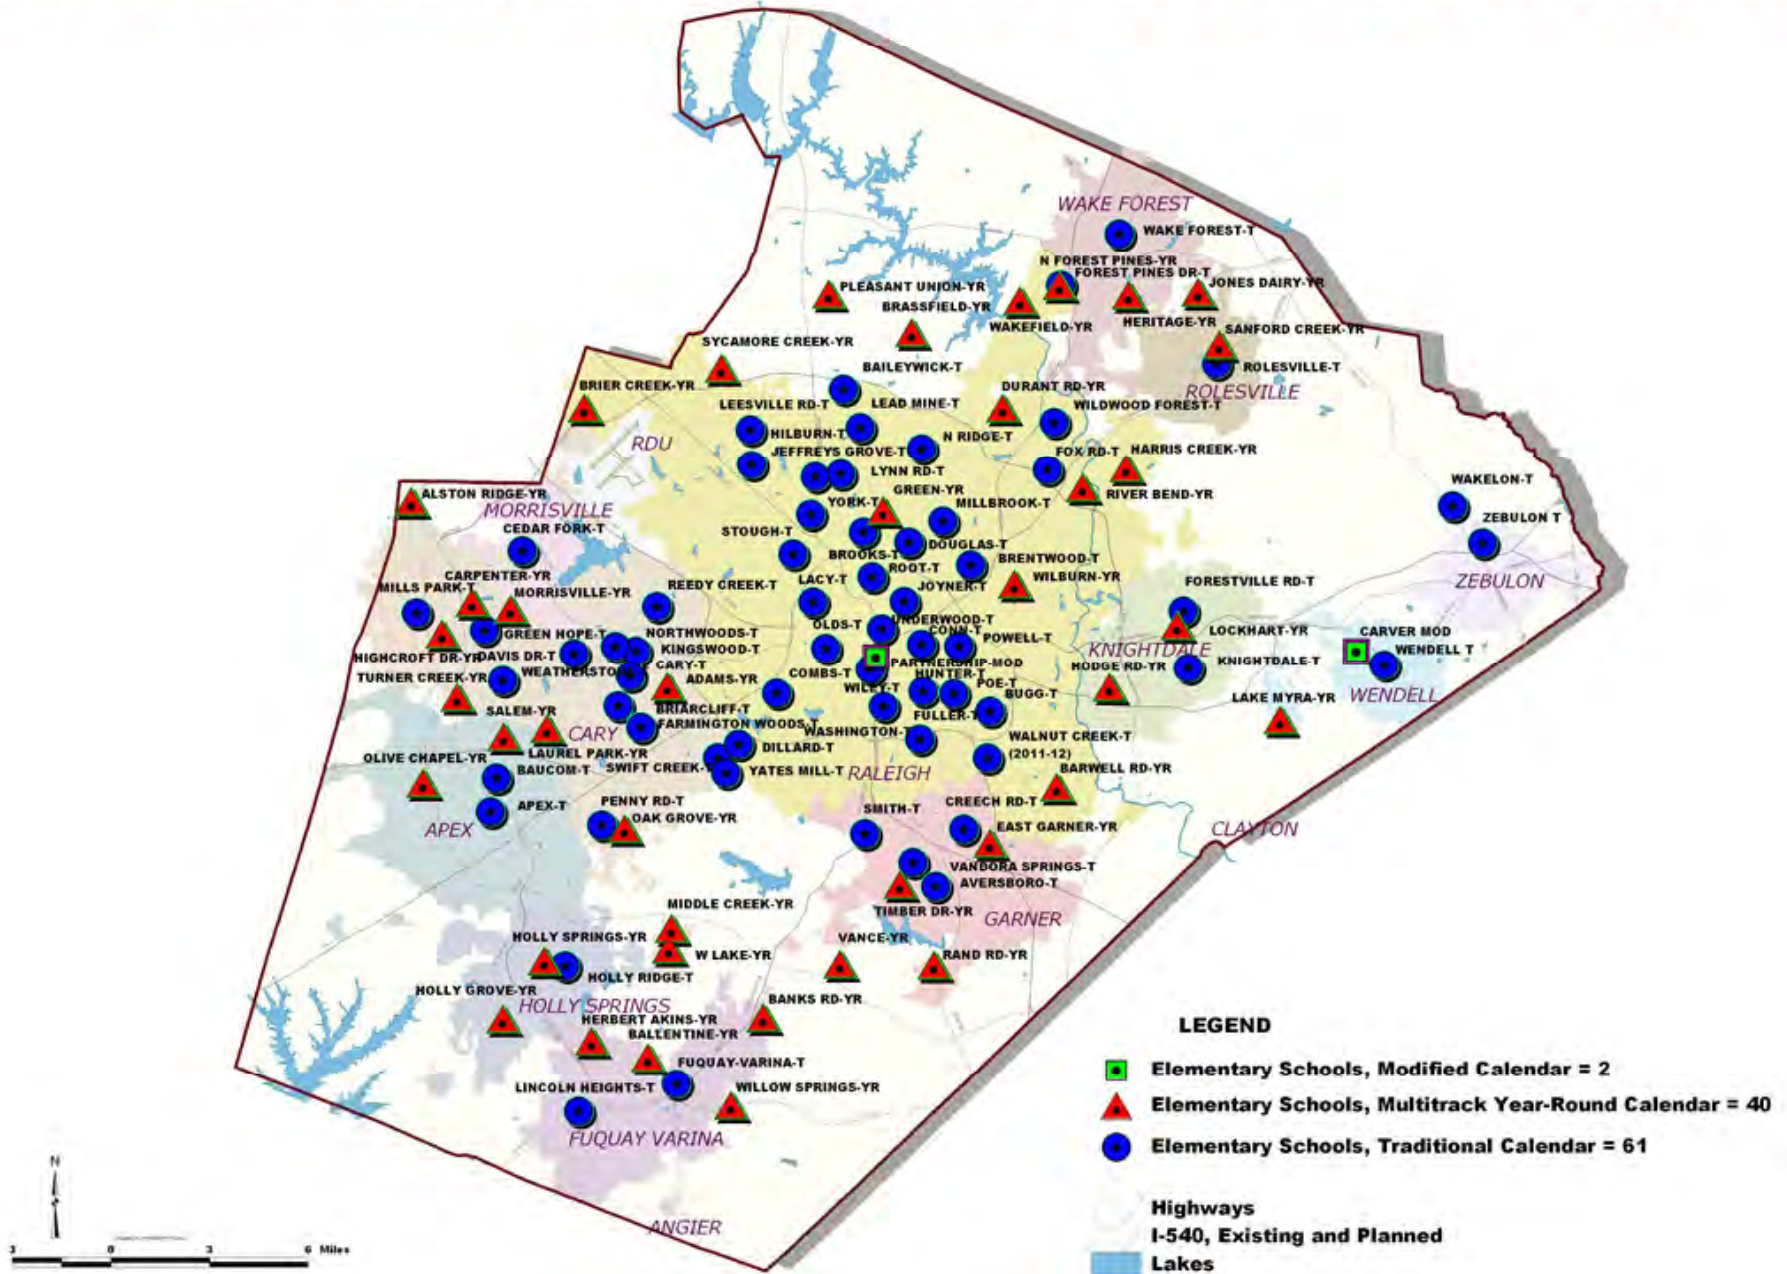 WAKE FOREST
WAKE FOREST-T
N FOREST PINES-YR
FOREST PINES DR-T
JONES DAIRY-YR
PLEASANT UNION-YR
BRASSFIELD-YR
WAKEFIELD-YR
HERITAGE-YR
SANFORD CREEK-YR
SYCAMORE CREEK-YR
BAILEYWICK-T
ROLESVILLE-T
ROLESVILLE
BRIER CREEK-YR
DURANT RD-YR
LEESVILLE RD-T
LEAD MINE-T
WILDWOOD FOREST-T
RDU
HILBURN-T
N RIDGE-T
JEFFREYS GROVE-T
FOX RD-T
HARRIS CREEK-YR
LYNN RD-T
WAKELON-T
ALSTON RIDGE-YR
GREEN-YR
RIVER BEND-YR
MORRISVILLE
YORK-T
MILLBROOK-T
ZEBULON T
CEDAR FORK-T
STOUGH-T
DOUGLAS-T
BROOKS-T
BRENTWOOD-T
ROOT-T
CARPENTER-YR
REEDY CREEK-T
LACY-T
WILBURN-YR
FORESTVILLE RD-T
ZEBULON
MILLS PARK-T
MORRISVILLE-YR
JOYNER-T
OLDS-T
UNDERWOOD-T
CONN-T
POWELL-T
LOCKHART-YR
CARVER MOD
GREEN HOPE-T
NORTHWOODS-T
KINGSWOOD-T
KNIGHTDALE
WENDELL T
HIGHCROFT DR-YR
DAVIS DR-T
CARY-T
COMBS-T
PARTNERSHIP-MOD
HODGE RD-YR
KNIGHTDALE-T
TURNER CREEK-YR
WEATHERSTO
ADAMS-YR
WILEY-T
HUNTER-T
POE-T
BUGG-T
LAKE MYRA-YR
WENDELL
SALEM-YR
BRIARCLIFF-T
FULLER-T
CARY
FARMINGTON WOODS-T
WASHINGTON-T
WALNUT CREEK-T
(2011-12)
OLIVE CHAPEL-YR
LAUREL PARK-YR
DILLARD-T
BAUCOM-T
SWIFT CREEK-T
YATES MILL-T
RALEIGH
BARWELL RD-YR
APEX-T
PENNY RD-T
SMITH-T
CREECH RD-T
APEX
OAK GROVE-YR
EAST GARNER-YR
CLAYTON
VANDORA SPRINGS-T
AVERSBORO-T
MIDDLE CREEK-YR
TIMBER DR-YR
GARNER
HOLLY SPRINGS-YR
VANCE-YR
W LAKE-YR
RAND RD-YR
HOLLY RIDGE-T
HOLLY GROVE-YR
HOLLY SPRINGS
BANKS RD-YR
HERBERT AKINS-YR
BALLENTINE-YR
FUQUAY-VARINA-T
LINCOLN HEIGHTS-T
WILLOW SPRINGS-YR
FUQUAY VARINA
ANGIER
LEGEND
Elementary Schools, Modified Calendar = 2
Elementary Schools, Multitrack Year-Round Calendar = 40
Elementary Schools, Traditional Calendar = 61
Highways
I-540, Existing and Planned
Lakes
N
3 0 3 6 Miles